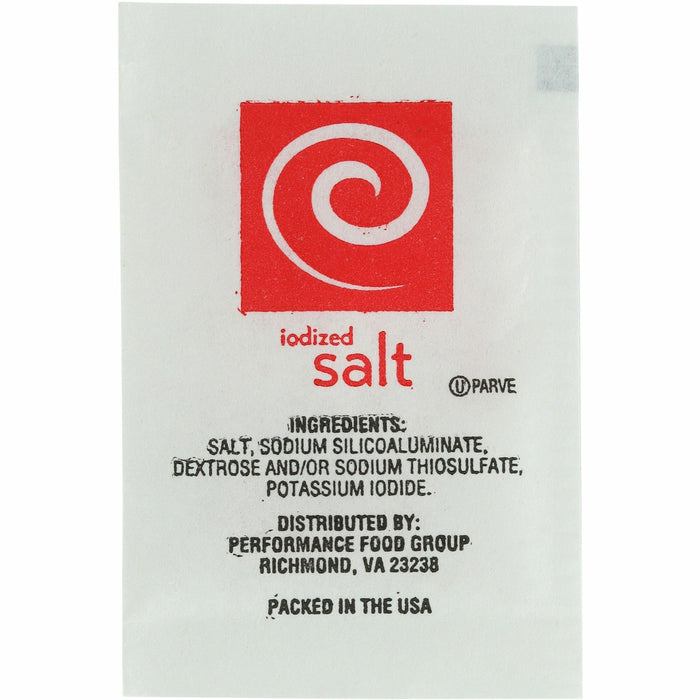 iodized
salt
Ⓤ PARVE
INGREDIENTS:
SALT, SODIUM SILICOALUMINATE,
DEXTROSE AND/OR SODIUM THIOSULFATE,
POTASSIUM IODIDE.
DISTRIBUTED BY:
PERFORMANCE FOOD GROUP
RICHMOND, VA 23238
PACKED IN THE USA